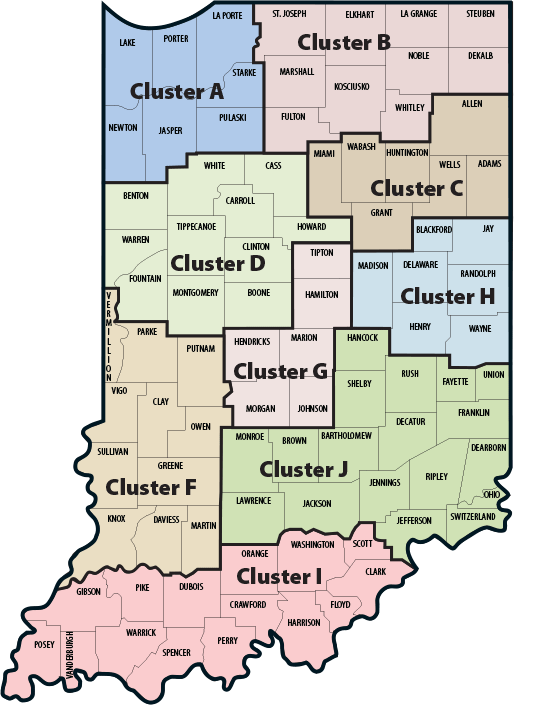 LA PORTE
ST. JOSEPH
ELKHART
LA GRANGE
STEUBEN
LAKE
PORTER
Cluster B
NOBLE
DEKALB
STARKE
MARSHALL
KOSCIUSKO
Cluster A
WHITLEY
ALLEN
NEWTON
JASPER
PULASKI
FULTON
MIAMI
WABASH
HUNTINGTON
WELLS
ADAMS
WHITE
CASS
Cluster C
BENTON
CARROLL
GRANT
TIPPECANOE
HOWARD
BLACKFORD
JAY
WARREN
CLINTON
Cluster D
TIPTON
MADISON
DELAWARE
RANDOLPH
FOUNTAIN
MONTGOMERY
BOONE
HAMILTON
Cluster H
VERMILLION
HENRY
WAYNE
PARKE
PUTNAM
HENDRICKS
MARION
HANCOCK
Cluster G
SHELBY
RUSH
FAYETTE
UNION
VIGO
CLAY
MORGAN
JOHNSON
FRANKLIN
OWEN
DECATUR
MONROE
BROWN
BARTHOLOMEW
SULLIVAN
DEARBORN
GREENE
Cluster J
JENNINGS
RIPLEY
Cluster F
OHIO
LAWRENCE
JACKSON
KNOX
DAVIESS
MARTIN
JEFFERSON
SWITZERLAND
ORANGE
WASHINGTON
SCOTT
Cluster I
CLARK
GIBSON
PIKE
DUBOIS
CRAWFORD
FLOYD
HARRISON
POSEY
VANDERBURGH
WARRICK
SPENCER
PERRY